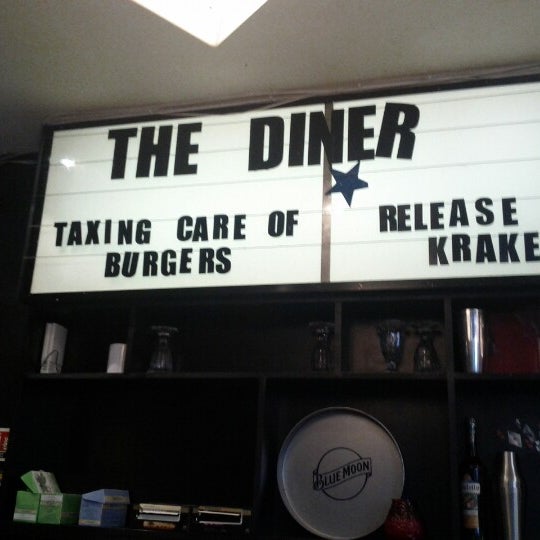 THE DINER
TAXING CARE OF
BURGERS
RELEASE
KRAKE
BLUE MOON